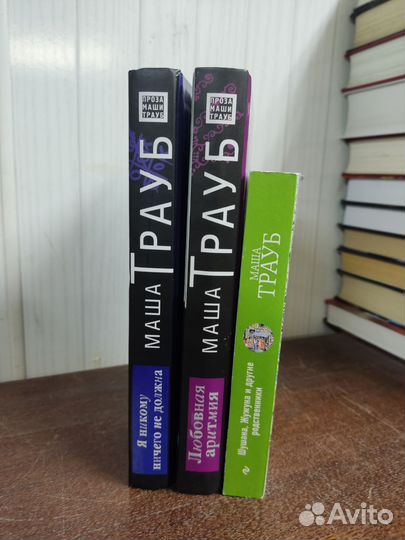 ПРОЗА
МАШИ
ТРАУБ
МАША ТРАУБ
Я никому
ничего не должна
ПРОЗА
МАШИ
ТРАУБ
МАША ТРАУБ
Любовная
аритмия
МАША
ТРАУБ
Шушана, Жужуна и другие
родственники
Avito